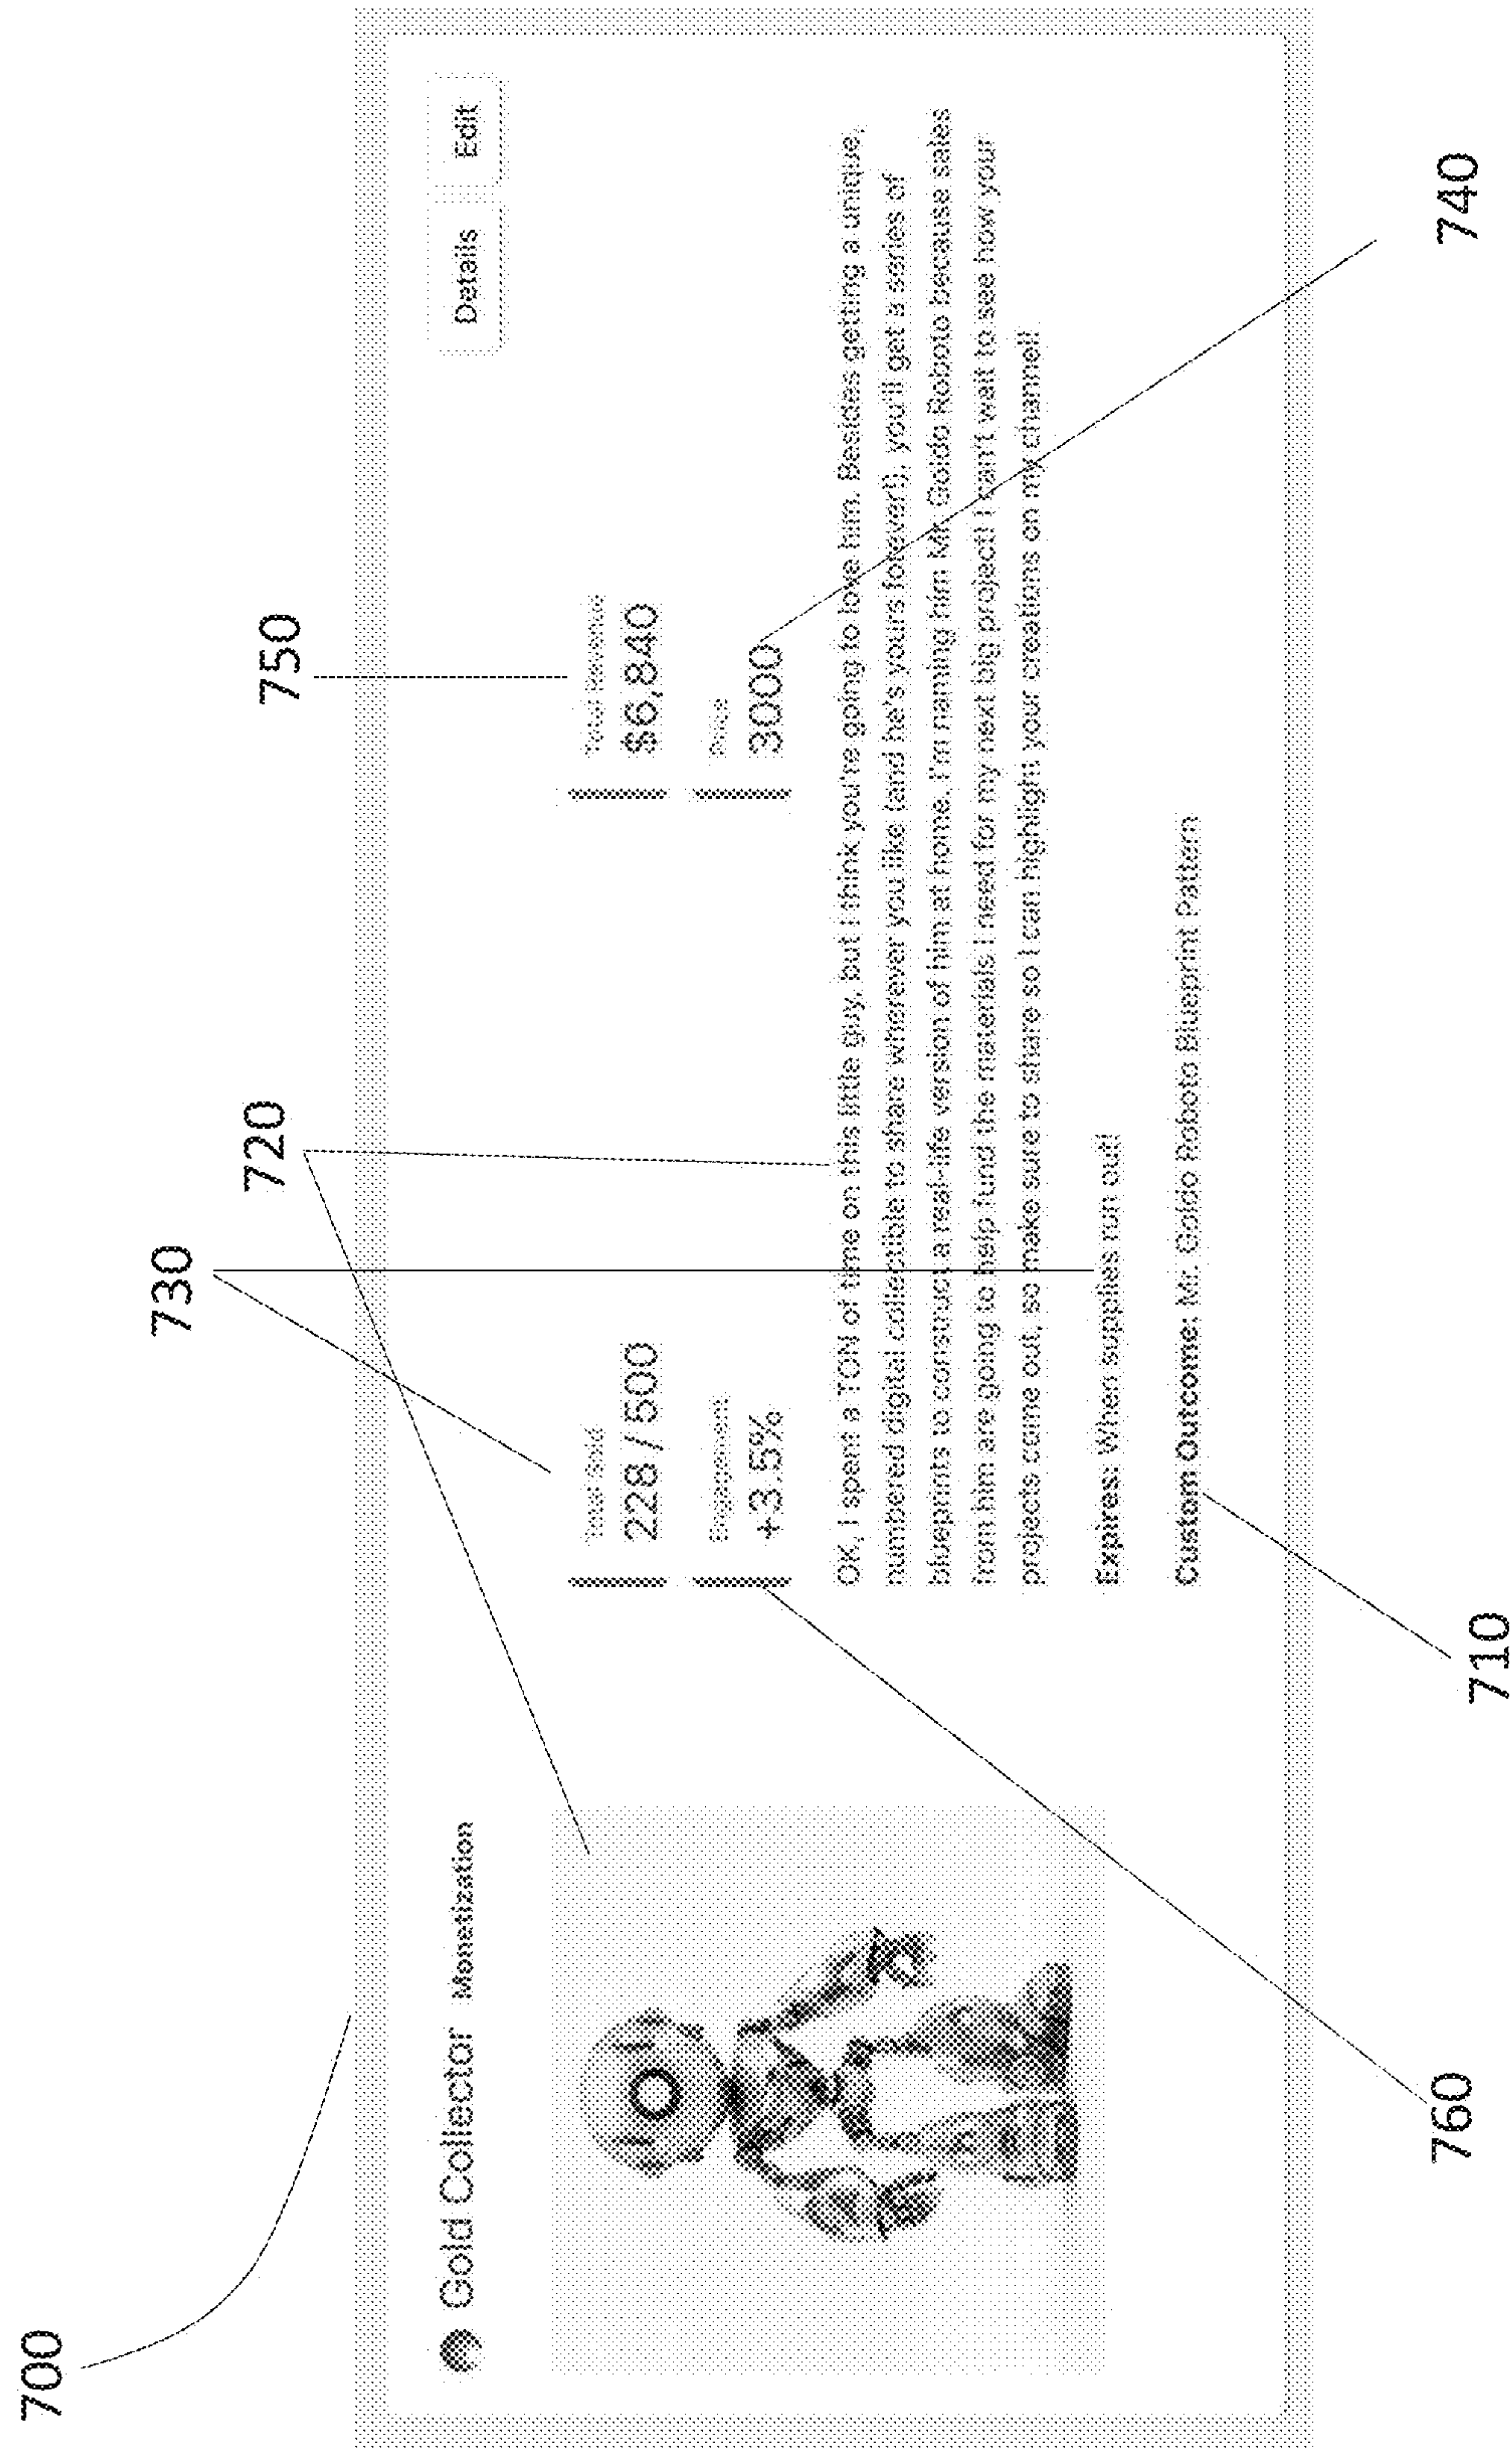 700
730
720
750
Gold Collector Monetization
Details
Edit
Total Sold
228 / 500
Total Revenue
$6,840
Engagement
+3.5%
Price
3000
OK, I spent a TON of time on this little guy, but I think you're going to love him. Besides getting a unique,
numbered digital collectible to share wherever you like (and he's yours forever!), you'll get a series of
blueprints to construct a real-life version of him at home. I'm naming him Mr. Goldo Roboto because sales
from him are going to help fund the materials I need for my next big project! I can't wait to see how your
projects come out, so make sure to share so I can highlight your creations on my channel!
Expires: When supplies run out!
Custom Outcome: Mr. Goldo Roboto Blueprint Pattern
760
710
740